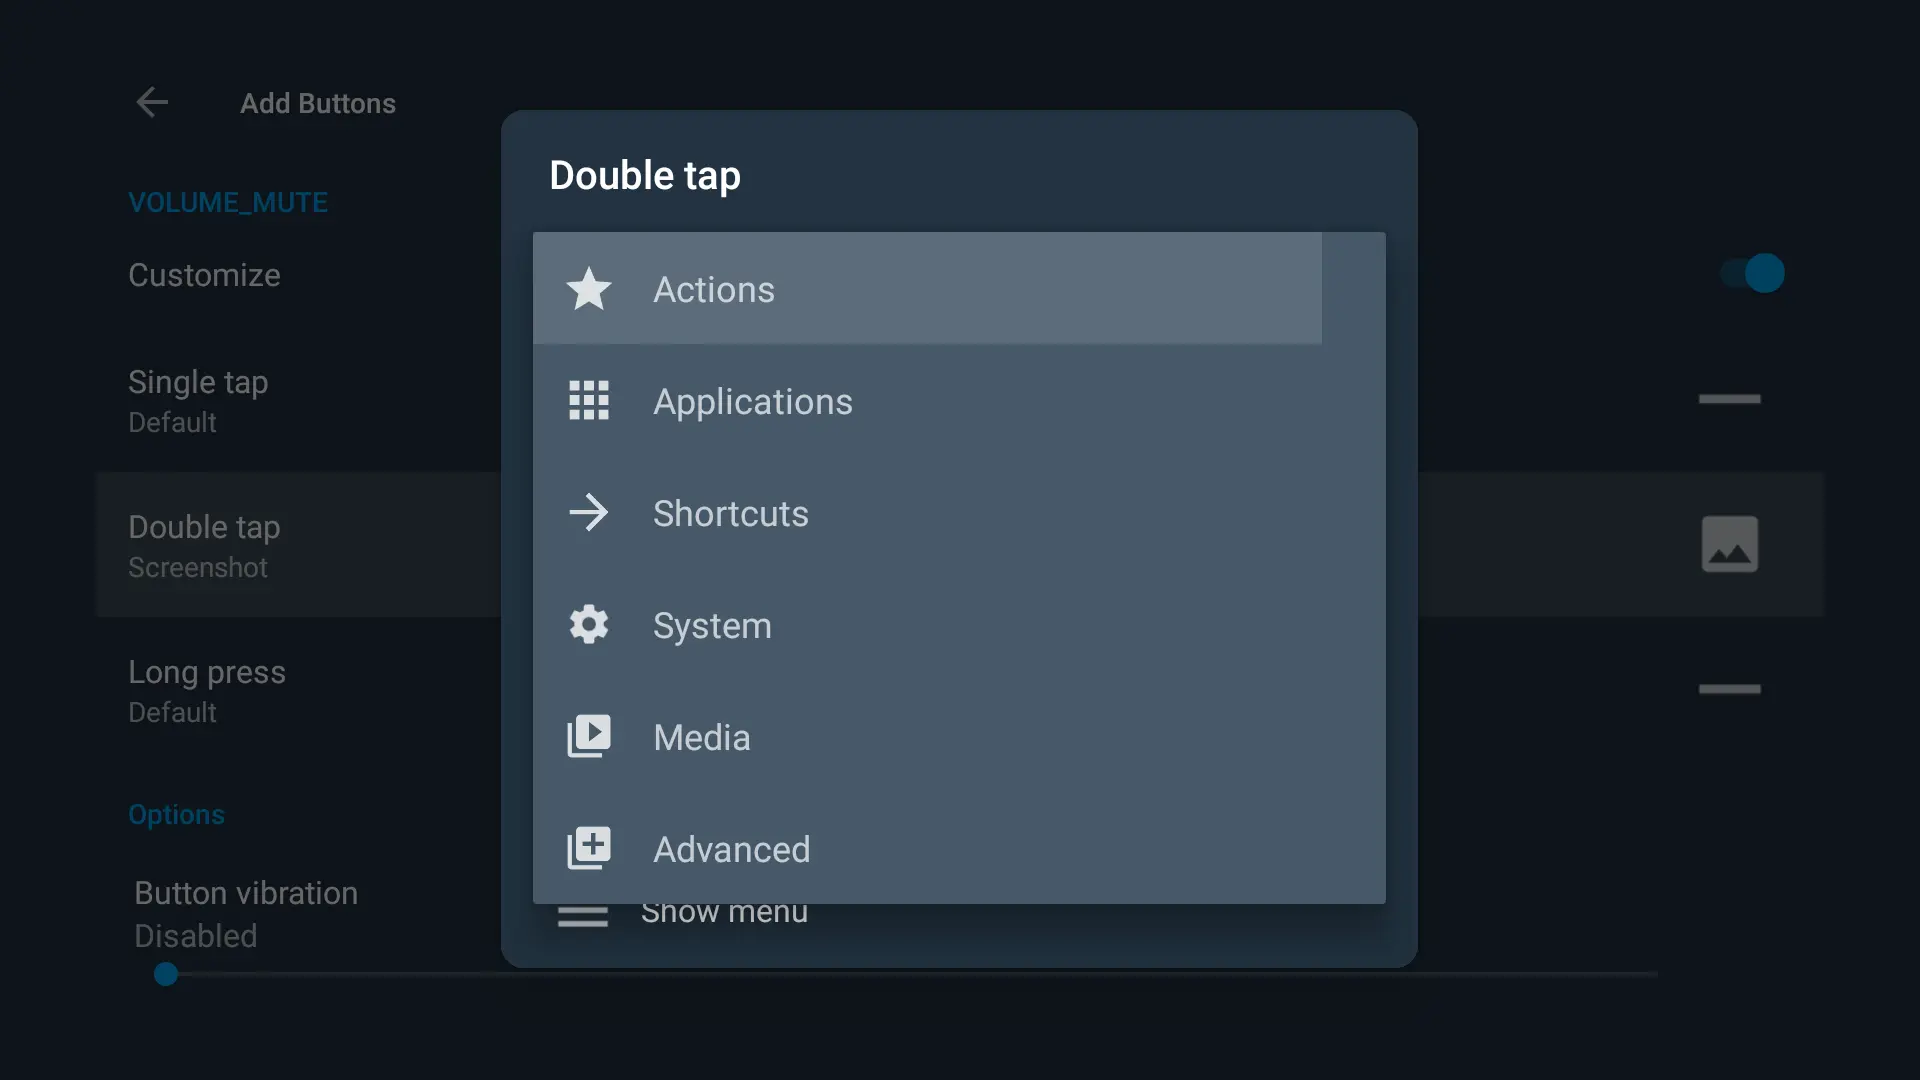 Add Buttons
VOLUME_MUTE
Customize
Single tap
Default
Double tap
Screenshot
Long press
Default
Options
Button vibration
Disabled
Double tap
Actions
Applications
Shortcuts
System
Media
Advanced
Show menu